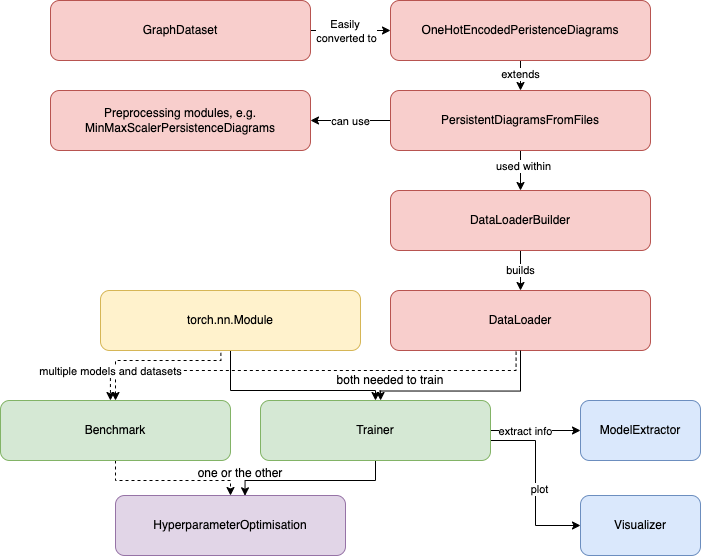 GraphDataset
Easily
converted to
OneHotEncodedPeristenceDiagrams
extends
Preprocessing modules, e.g.
MinMaxScalerPersistenceDiagrams
can use
PersistentDiagramsFromFiles
used within
DataLoaderBuilder
builds
torch.nn.Module
DataLoader
multiple models and datasets
both needed to train
Benchmark
Trainer
extract info
ModelExtractor
one or the other
plot
HyperparameterOptimisation
Visualizer